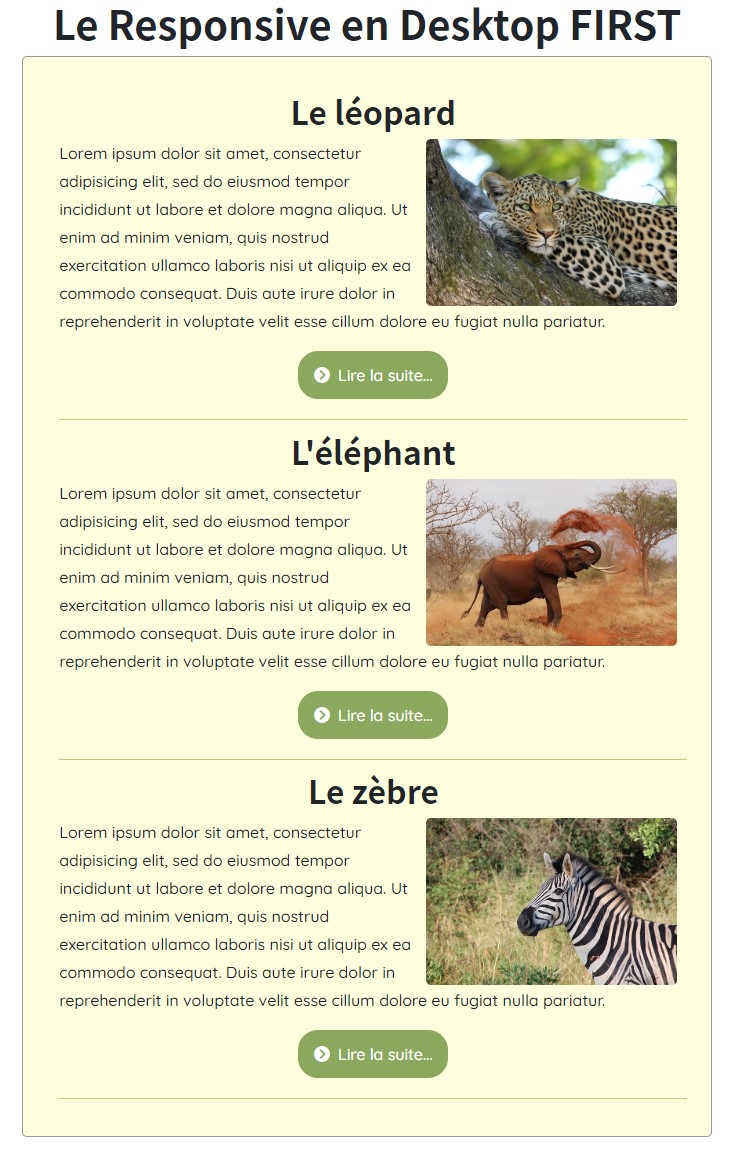 Le Responsive en Desktop FIRST
Le léopard
Lorem ipsum dolor sit amet, consectetur
adipisicing elit, sed do eiusmod tempor
incididunt ut labore et dolore magna aliqua. Ut
enim ad minim veniam, quis nostrud
exercitation ullamco laboris nisi ut aliquip ex ea
commodo consequat. Duis aute irure dolor in
reprehenderit in voluptate velit esse cillum dolore eu fugiat nulla pariatur.
Lire la suite...
L'éléphant
Lorem ipsum dolor sit amet, consectetur
adipisicing elit, sed do eiusmod tempor
incididunt ut labore et dolore magna aliqua. Ut
enim ad minim veniam, quis nostrud
exercitation ullamco laboris nisi ut aliquip ex ea
commodo consequat. Duis aute irure dolor in
reprehenderit in voluptate velit esse cillum dolore eu fugiat nulla pariatur.
Lire la suite...
Le zèbre
Lorem ipsum dolor sit amet, consectetur
adipisicing elit, sed do eiusmod tempor
incididunt ut labore et dolore magna aliqua. Ut
enim ad minim veniam, quis nostrud
exercitation ullamco laboris nisi ut aliquip ex ea
commodo consequat. Duis aute irure dolor in
reprehenderit in voluptate velit esse cillum dolore eu fugiat nulla pariatur.
Lire la suite...